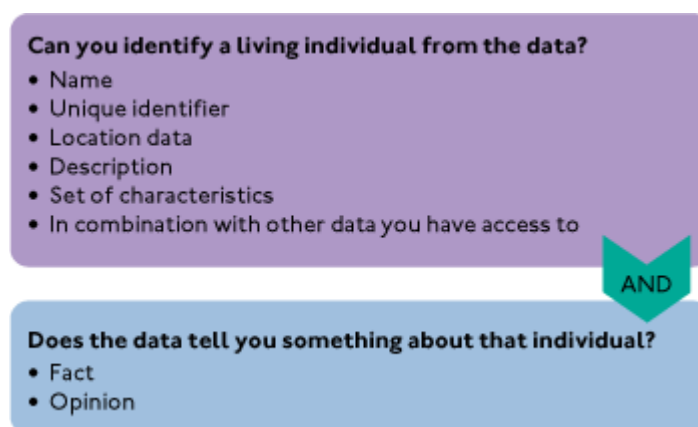 Can you identify a living individual from the data?
• Name
• Unique identifier
• Location data
• Description
• Set of characteristics
• In combination with other data you have access to
AND
Does the data tell you something about that individual?
• Fact
• Opinion